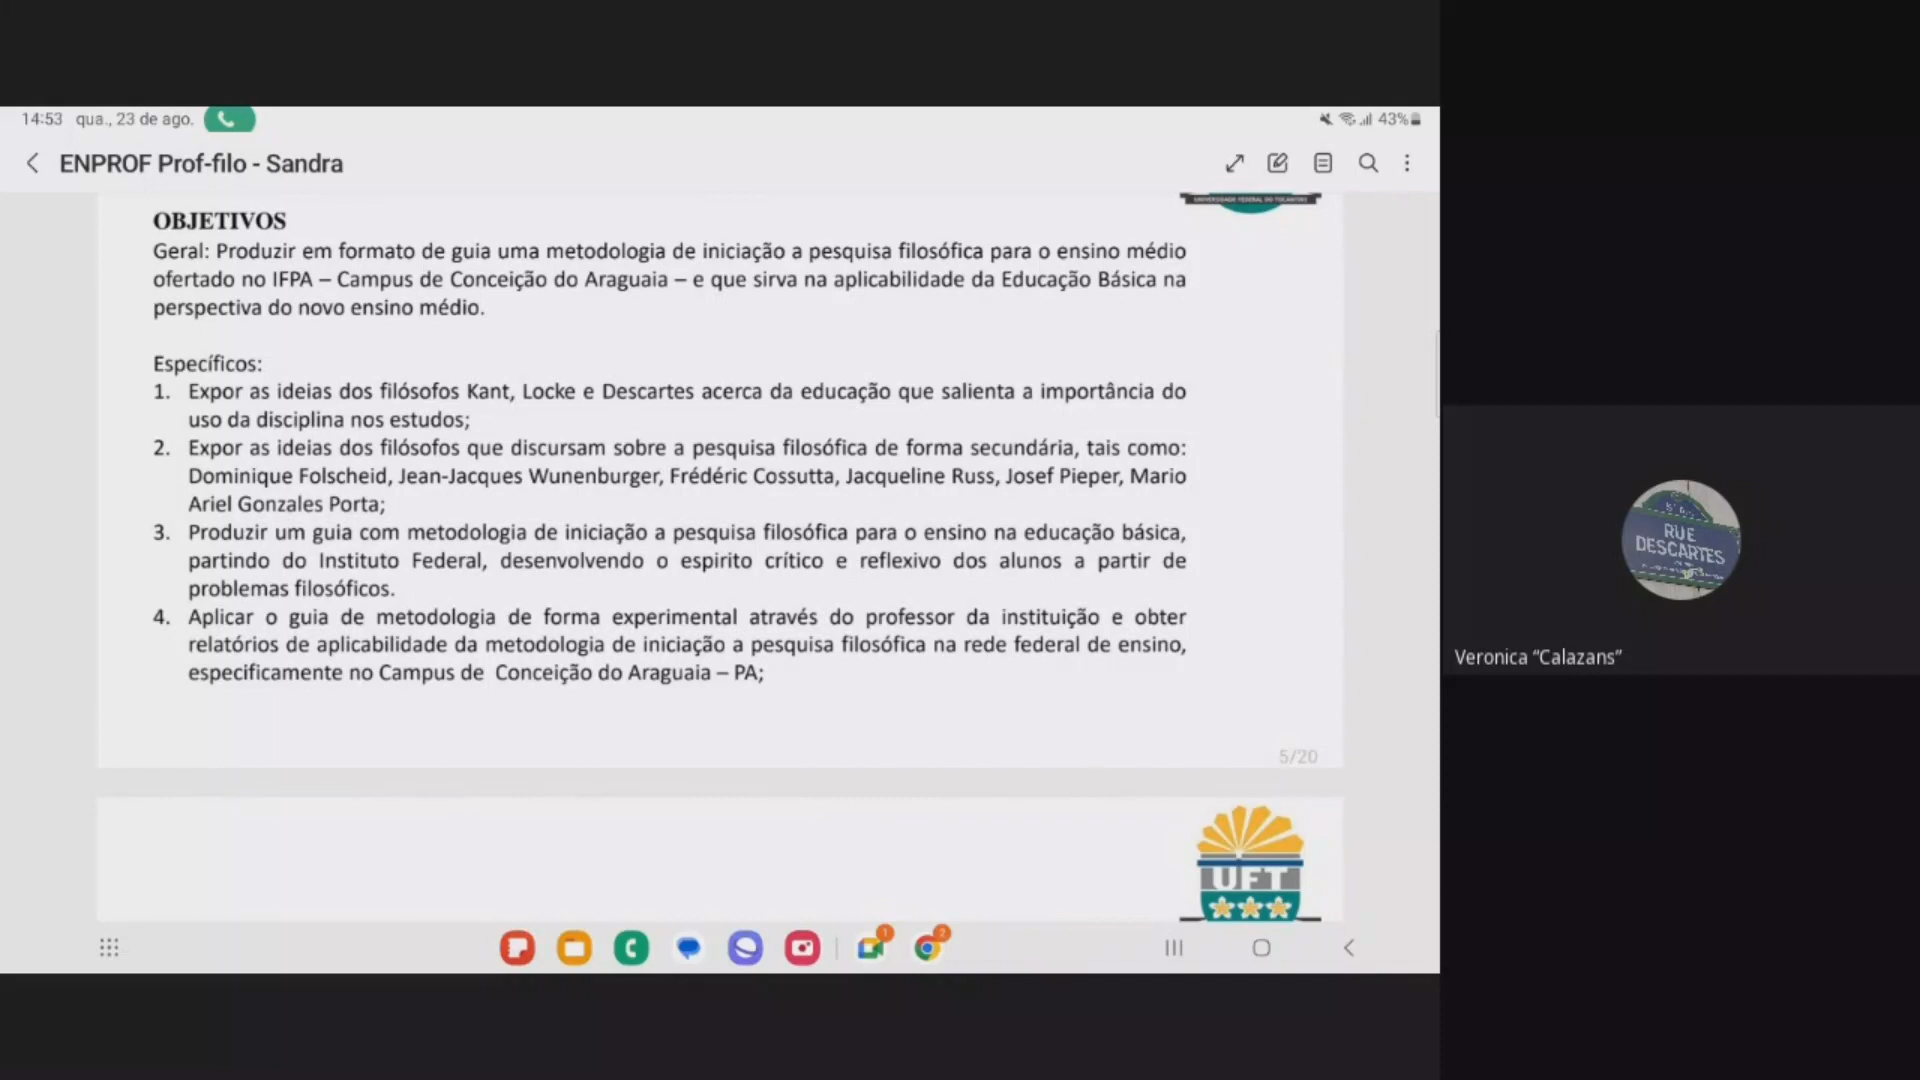 14:53 qua., 23 de ago.
43%
ENPROF Prof-filo - Sandra
UNIVERSIDADE FEDERAL DO TOCANTINS
OBJETIVOS
Geral: Produzir em formato de guia uma metodologia de iniciação a pesquisa filosófica para o ensino médio
ofertado no IFPA – Campus de Conceição do Araguaia – e que sirva na aplicabilidade da Educação Básica na
perspectiva do novo ensino médio.
Específicos:
1. Expor as ideias dos filósofos Kant, Locke e Descartes acerca da educação que salienta a importância do
uso da disciplina nos estudos;
2. Expor as ideias dos filósofos que discursam sobre a pesquisa filosófica de forma secundária, tais como:
Dominique Folscheid, Jean-Jacques Wunenburger, Frédéric Cossutta, Jacqueline Russ, Josef Pieper, Mario
Ariel Gonzales Porta;
3. Produzir um guia com metodologia de iniciação a pesquisa filosófica para o ensino na educação básica,
partindo do Instituto Federal, desenvolvendo o espirito crítico e reflexivo dos alunos a partir de
problemas filosóficos.
4. Aplicar o guia de metodologia de forma experimental através do professor da instituição e obter
relatórios de aplicabilidade da metodologia de iniciação a pesquisa filosófica na rede federal de ensino,
especificamente no Campus de Conceição do Araguaia – PA;
5/20
UFT
1
2
RUE
DESCARTES
Veronica “Calazans”